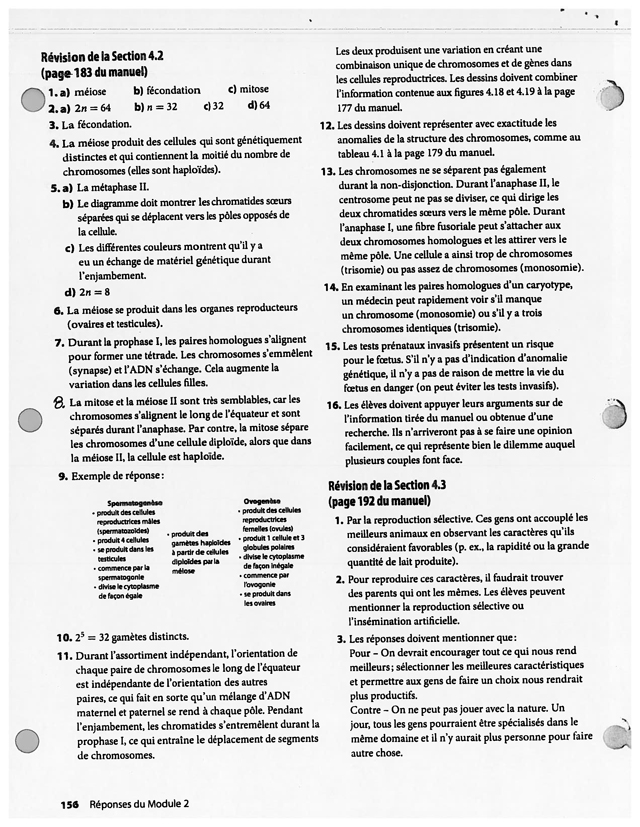 Révision de la Section 4.2
(page 183 du manuel)
1. a) méiose b) fécondation c) mitose
2. a) 2n = 64 b) n = 32 c) 32 d) 64
3. La fécondation.
4. La méiose produit des cellules qui sont génétiquement
distinctes et qui contiennent la moitié du nombre de
chromosomes (elles sont haploïdes).
5. a) La métaphase II.
b) Le diagramme doit montrer les chromatides sœurs
séparées qui se déplacent vers les pôles opposés de
la cellule.
c) Les différentes couleurs montrent qu'il y a
eu un échange de matériel génétique durant
l'enjambement.
d) 2n = 8
6. La méiose se produit dans les organes reproducteurs
(ovaires et testicules).
7. Durant la prophase I, les paires homologues s'alignent
pour former une tétrade. Les chromosomes s'emmêlent
(synapse) et l'ADN s'échange. Cela augmente la
variation dans les cellules filles.
8. La mitose et la méiose II sont très semblables, car les
chromosomes s'alignent le long de l'équateur et sont
séparés durant l'anaphase. Par contre, la mitose sépare
les chromosomes d'une cellule diploïde, alors que dans
la méiose II, la cellule est haploïde.
9. Exemple de réponse :
Spermatogenèse
• produit des cellules
reproductrices mâles
(spermatozoïdes)
• produit 4 cellules
• se produit dans les
testicules
• commence par la
spermatogonie
• divise le cytoplasme
de façon égale
• produit des
gamètes haploïdes
à partir de cellules
diploïdes par la
méiose
Ovogenèse
• produit des cellules
reproductrices
femelles (ovules)
• produit 1 cellule et 3
globules polaires
• divise le cytoplasme
de façon inégale
• commence par
l'ovogonie
• se produit dans
les ovaires
10. 2⁵ = 32 gamètes distincts.
11. Durant l'assortiment indépendant, l'orientation de
chaque paire de chromosomes le long de l'équateur
est indépendante de l'orientation des autres
paires, ce qui fait en sorte qu'un mélange d'ADN
maternel et paternel se rend à chaque pôle. Pendant
l'enjambement, les chromatides s'entremêlent durant la
prophase I, ce qui entraîne le déplacement de segments
de chromosomes.
Les deux produisent une variation en créant une
combinaison unique de chromosomes et de gènes dans
les cellules reproductrices. Les dessins doivent combiner
l'information contenue aux figures 4.18 et 4.19 à la page
177 du manuel.
12. Les dessins doivent représenter avec exactitude les
anomalies de la structure des chromosomes, comme au
tableau 4.1 à la page 179 du manuel.
13. Les chromosomes ne se séparent pas également
durant la non-disjonction. Durant l'anaphase II, le
centrosome peut ne pas se diviser, ce qui dirige les
deux chromatides sœurs vers le même pôle. Durant
l'anaphase I, une fibre fusoriale peut s'attacher aux
deux chromosomes homologues et les attirer vers le
même pôle. Une cellule a ainsi trop de chromosomes
(trisomie) ou pas assez de chromosomes (monosomie).
14. En examinant les paires homologues d'un caryotype,
un médecin peut rapidement voir s'il manque
un chromosome (monosomie) ou s'il y a trois
chromosomes identiques (trisomie).
15. Les tests prénataux invasifs présentent un risque
pour le fœtus. S'il n'y a pas d'indication d'anomalie
génétique, il n'y a pas de raison de mettre la vie du
fœtus en danger (on peut éviter les tests invasifs).
16. Les élèves doivent appuyer leurs arguments sur de
l'information tirée du manuel ou obtenue d'une
recherche. Ils n'arriveront pas à se faire une opinion
facilement, ce qui représente bien le dilemme auquel
plusieurs couples font face.
Révision de la Section 4.3
(page 192 du manuel)
1. Par la reproduction sélective. Ces gens ont accouplé les
meilleurs animaux en observant les caractères qu'ils
considéraient favorables (p. ex., la rapidité ou la grande
quantité de lait produite).
2. Pour reproduire ces caractères, il faudrait trouver
des parents qui ont les mêmes. Les élèves peuvent
mentionner la reproduction sélective ou
l'insémination artificielle.
3. Les réponses doivent mentionner que :
Pour – On devrait encourager tout ce qui nous rend
meilleurs ; sélectionner les meilleures caractéristiques
et permettre aux gens de faire un choix nous rendrait
plus productifs.
Contre – On ne peut pas jouer avec la nature. Un
jour, tous les gens pourraient être spécialisés dans le
même domaine et il n'y aurait plus personne pour faire
autre chose.
156 Réponses du Module 2